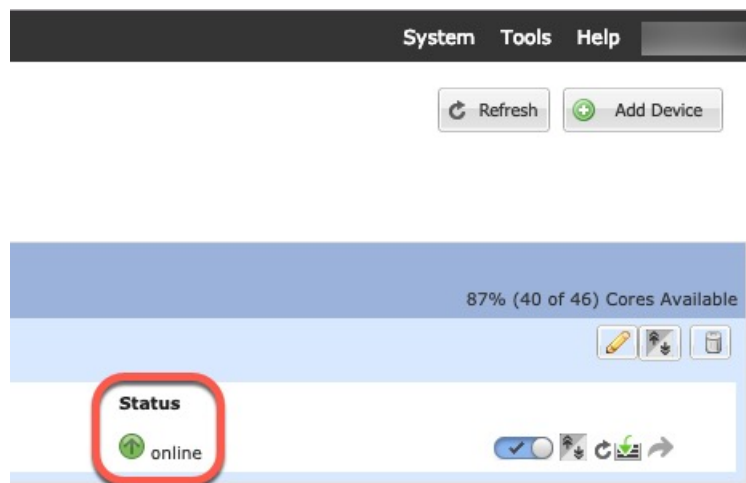 System Tools Help
Refresh Add Device
87% (40 of 46) Cores Available
Status
online